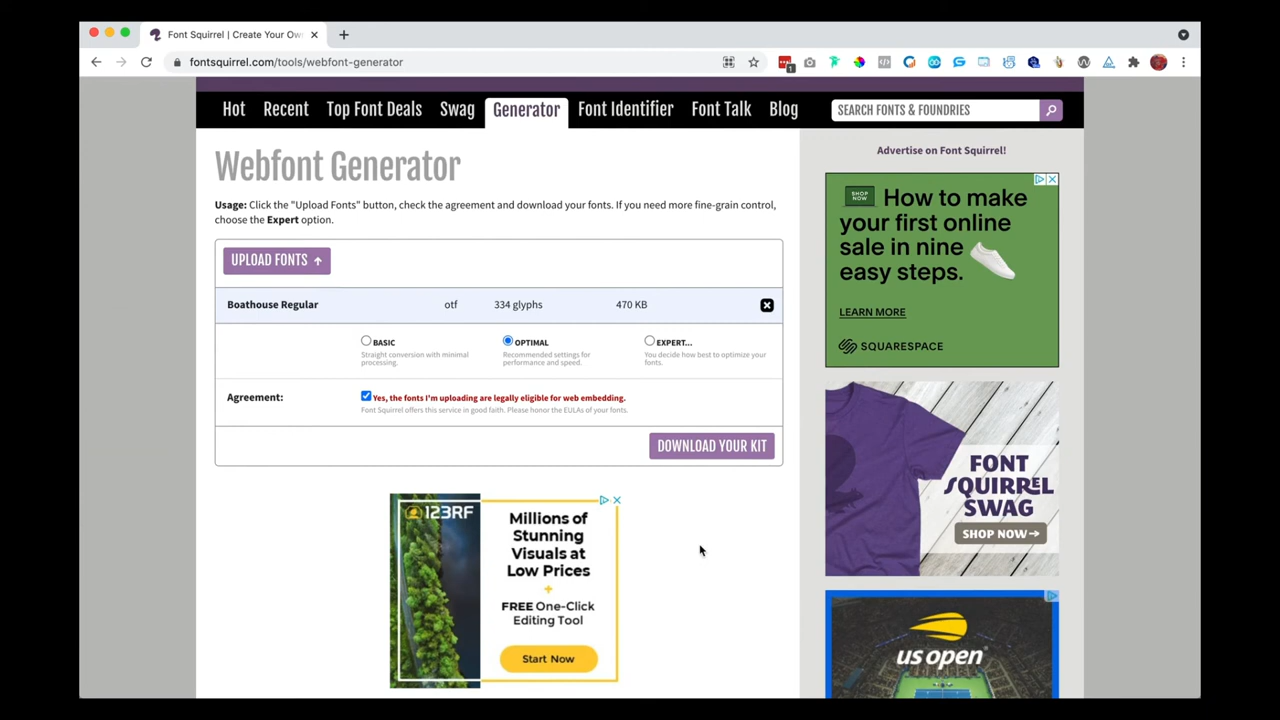 Font Squirrel | Create Your Own
fontsquirrel.com/tools/webfont-generator
1
Hot Recent Top Font Deals Swag Generator Font Identifier Font Talk Blog
SEARCH FONTS & FOUNDRIES
Webfont Generator
Usage: Click the "Upload Fonts" button, check the agreement and download your fonts. If you need more fine-grain control,
choose the Expert option.
UPLOAD FONTS
Boathouse Regular otf 334 glyphs 470 KB
BASIC
Straight conversion with minimal
processing.
OPTIMAL
Recommended settings for
performance and speed.
EXPERT...
You decide how best to optimize your
fonts.
Agreement:
Yes, the fonts I'm uploading are legally eligible for web embedding.
Font Squirrel offers this service in good faith. Please honor the EULAs of your fonts.
DOWNLOAD YOUR KIT
123RF
Millions of
Stunning
Visuals at
Low Prices
+
FREE One-Click
Editing Tool
Start Now
Advertise on Font Squirrel!
SHOP
NOW
How to make
your first online
sale in nine
easy steps.
LEARN MORE
SQUARESPACE
FONT
SQUIRREL
SWAG
SHOP NOW
us open